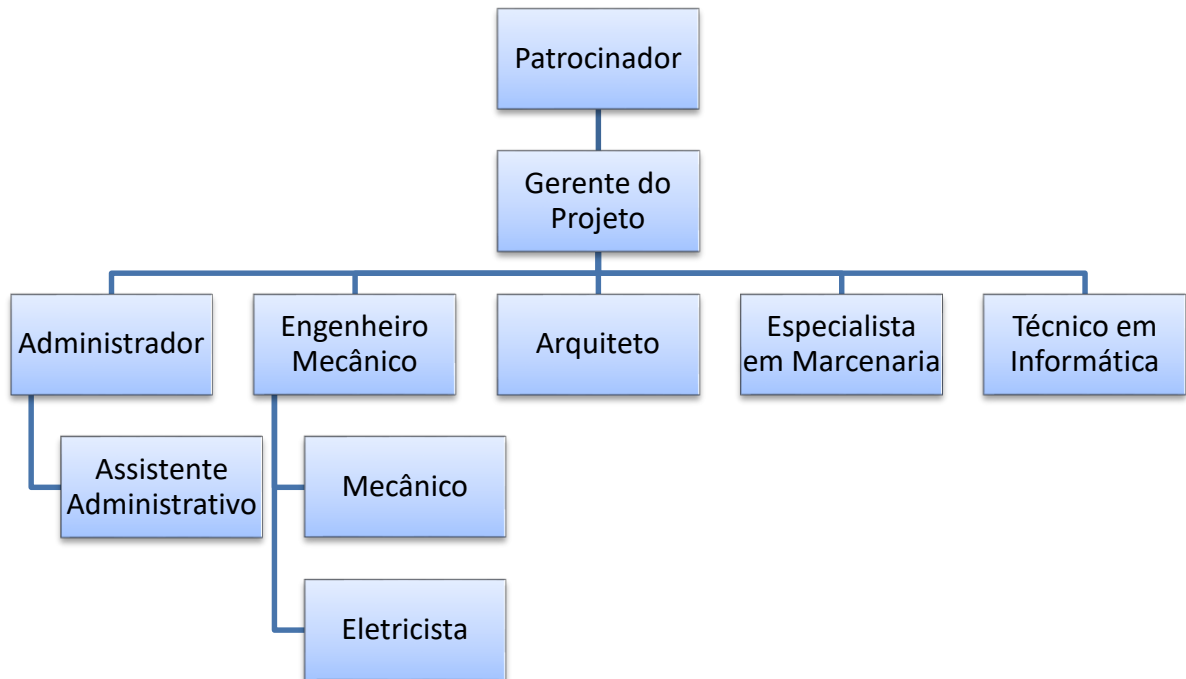 Patrocinador
Gerente do
Projeto
Administrador
Engenheiro
Mecânico
Arquiteto
Especialista
em Marcenaria
Técnico em
Informática
Assistente
Administrativo
Mecânico
Eletricista